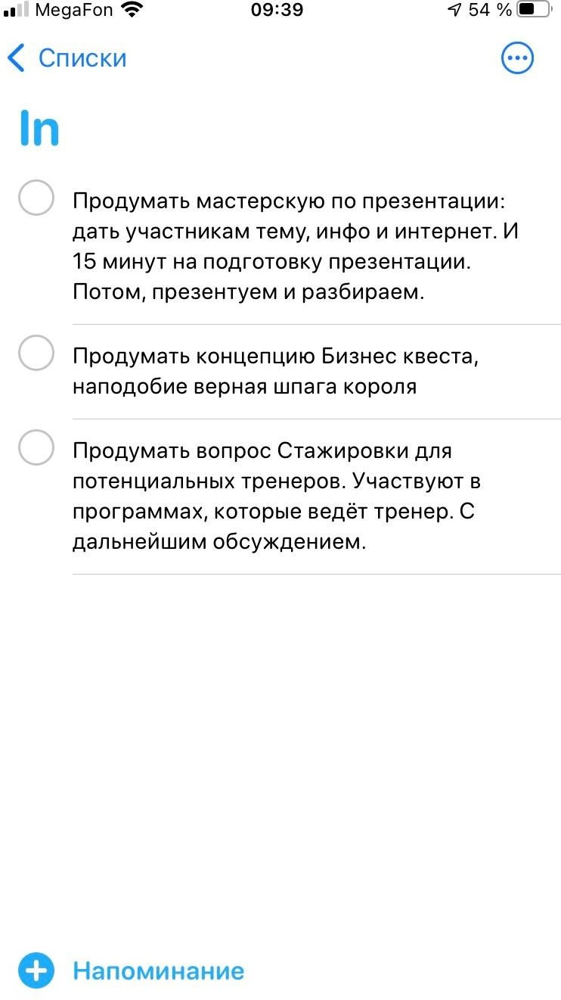 MegaFon 09:39 54 %
Списки
In
Продумать мастерскую по презентации:
дать участникам тему, инфо и интернет. И
15 минут на подготовку презентации.
Потом, презентуем и разбираем.
Продумать концепцию Бизнес квеста,
наподобие верная шпага короля
Продумать вопрос Стажировки для
потенциальных тренеров. Участвуют в
программах, которые ведёт тренер. С
дальнейшим обсуждением.
Напоминание